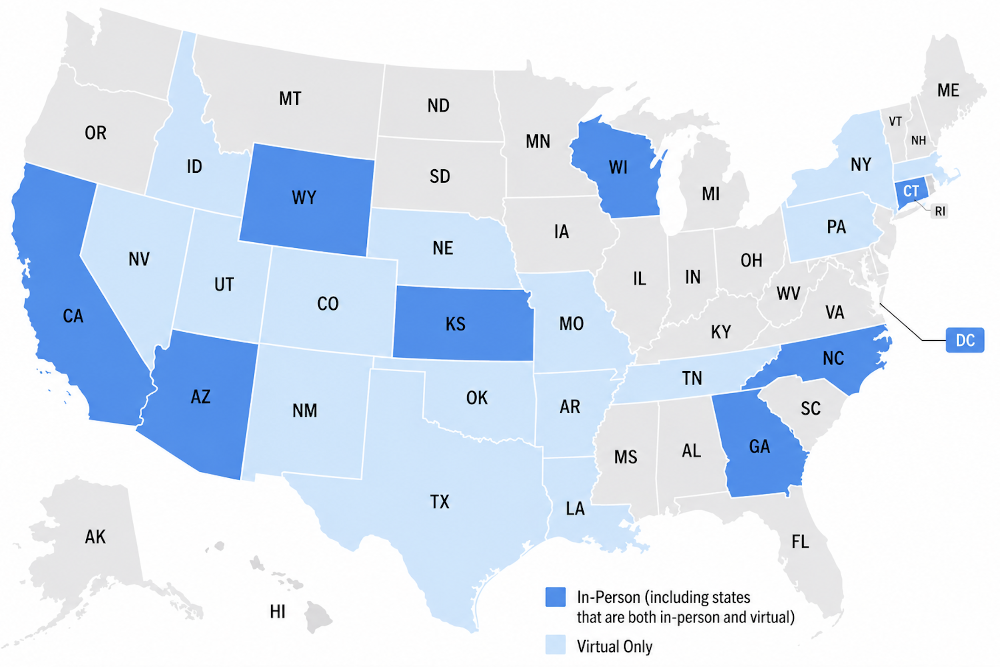 ME
MT
ND
VT
OR
MN
NH
ID
WI
NY
SD
CT
WY
MI
RI
PA
IA
NE
NV
OH
IN
IL
UT
WV
CO
VA
CA
KS
MO
KY
DC
NC
TN
AZ
OK
AR
SC
NM
GA
AL
MS
TX
LA
AK
FL
HI
In-Person (including states
that are both in-person and virtual)
Virtual Only